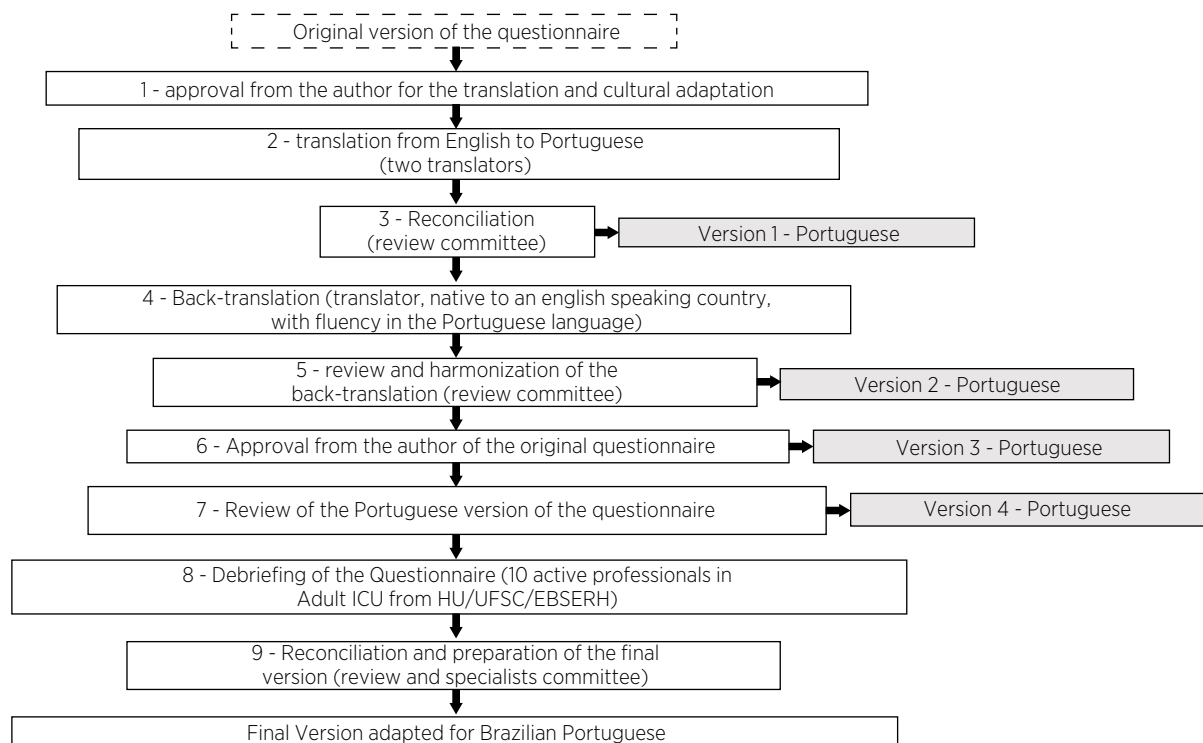 Original version of the questionnaire
1 - approval from the author for the translation and cultural adaptation
2 - translation from English to Portuguese
(two translators)
3 - Reconciliation
(review committee)
Version 1 - Portuguese
4 - Back-translation (translator, native to an english speaking country,
with fluency in the Portuguese language)
5 - review and harmonization of the
back-translation (review committee)
Version 2 - Portuguese
6 - Approval from the author of the original questionnaire
Version 3 - Portuguese
7 - Review of the Portuguese version of the questionnaire
Version 4 - Portuguese
8 - Debriefing of the Questionnaire (10 active professionals in
Adult ICU from HU/UFSC/EBSERH)
9 - Reconciliation and preparation of the final
version (review and specialists committee)
Final Version adapted for Brazilian Portuguese